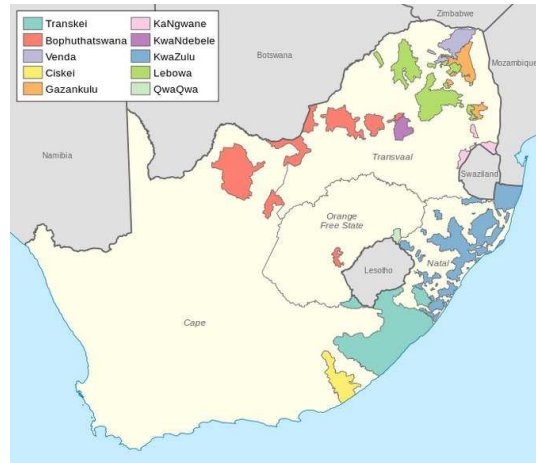 Transkei
Bophuthatswana
Venda
Ciskei
Gazankulu
KaNgwane
KwaNdebele
KwaZulu
Lebowa
QwaQwa
Zimbabwe
Botswana
Mozambique
Namibia
Transvaal
Swaziland
Orange
Free State
Natal
Lesotho
Cape